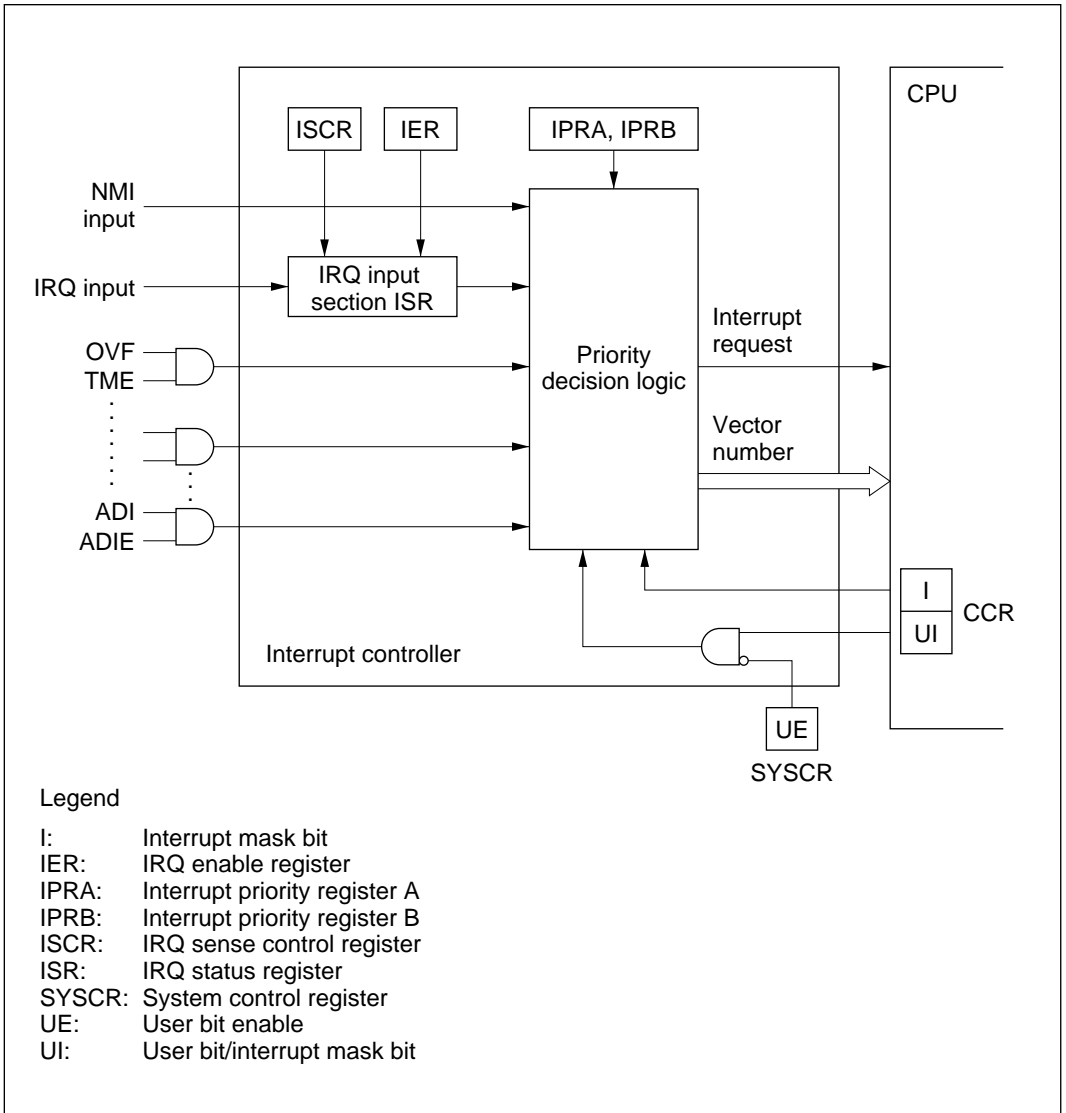 CPU
ISCR
IER
IPRA, IPRB
NMI
input
IRQ input
IRQ input
section ISR
OVF
TME
Priority
decision logic
Interrupt
request
Vector
number
ADI
ADIE
I
UI
CCR
Interrupt controller
UE
SYSCR
Legend
I: Interrupt mask bit
IER: IRQ enable register
IPRA: Interrupt priority register A
IPRB: Interrupt priority register B
ISCR: IRQ sense control register
ISR: IRQ status register
SYSCR: System control register
UE: User bit enable
UI: User bit/interrupt mask bit